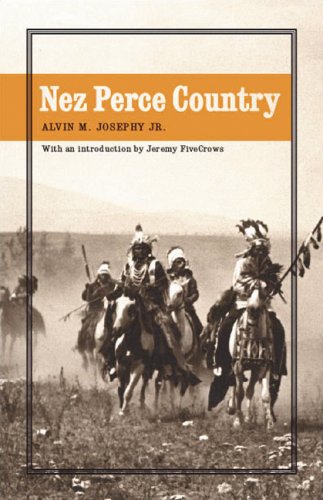 Nez Perce Country
ALVIN M. JOSEPHY JR.
With an introduction by Jeremy FiveCrows